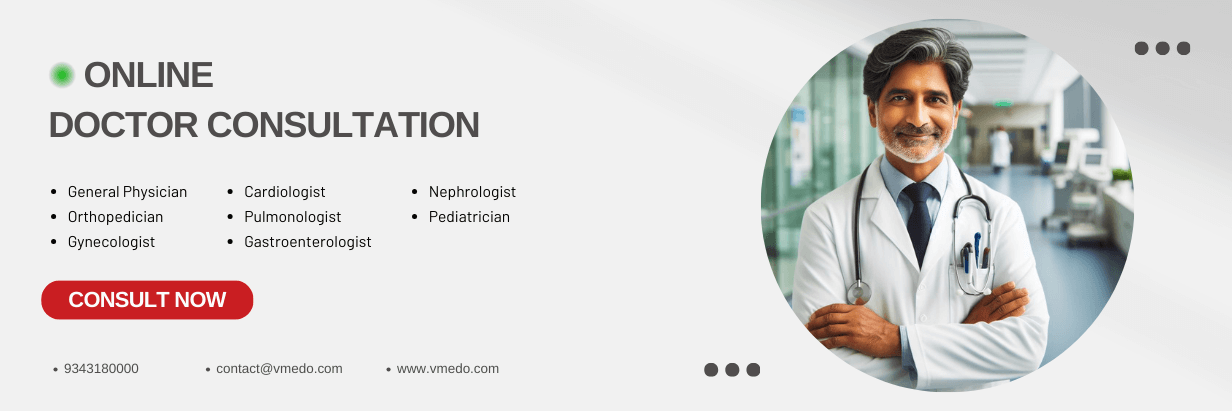 ONLINE
DOCTOR CONSULTATION
General Physician
Orthopedician
Gynecologist
Cardiologist
Pulmonologist
Gastroenterologist
Nephrologist
Pediatrician
CONSULT NOW
9343180000
contact@vmedo.com
www.vmedo.com